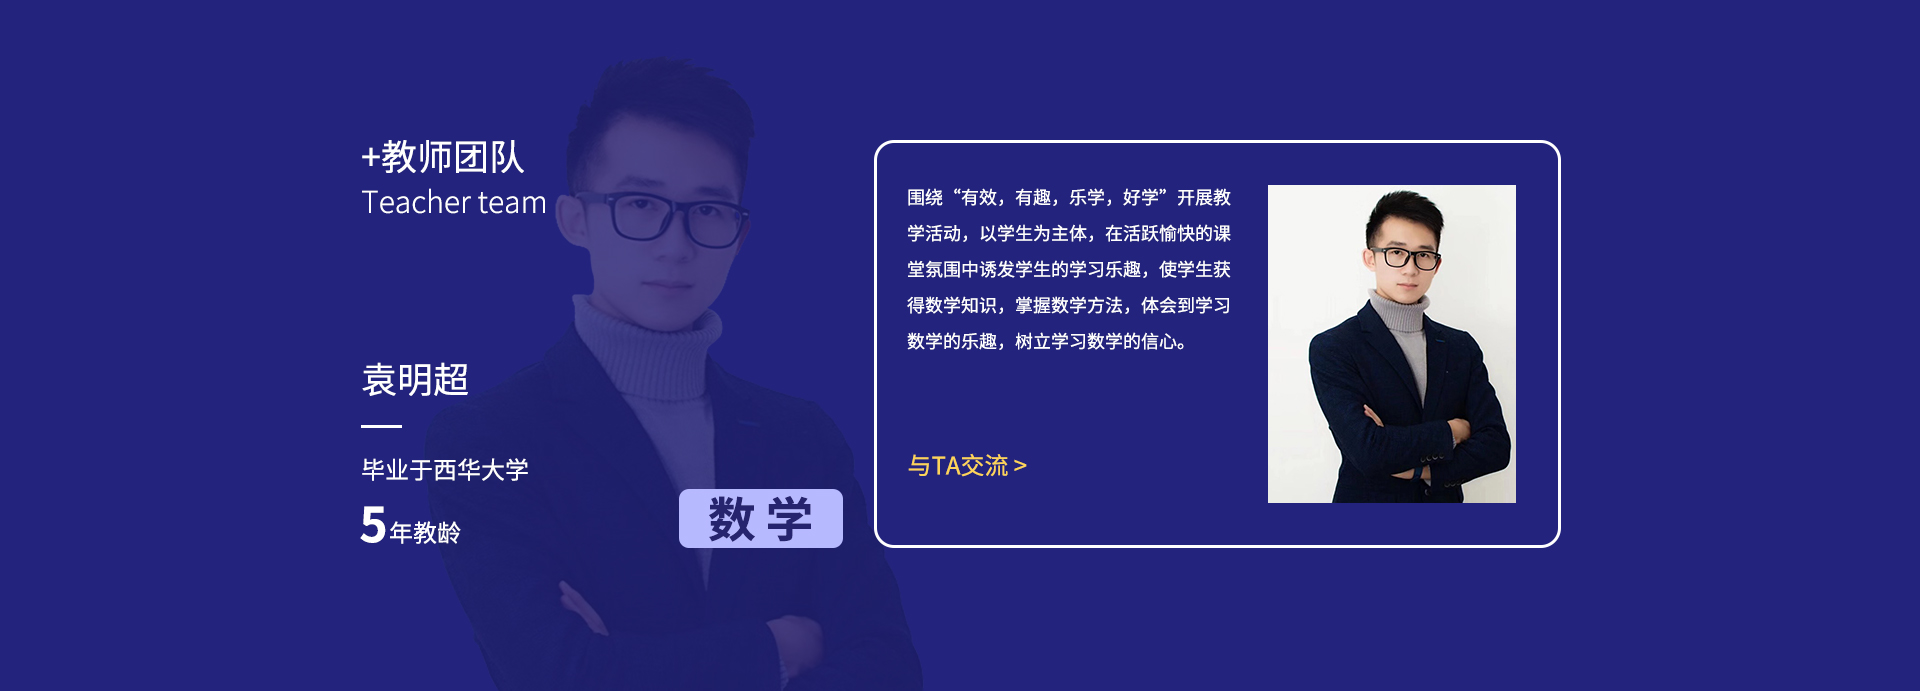 +教师团队
Teacher team
袁明超
毕业于西华大学
5年教龄
数学
围绕“有效，有趣，乐学，好学”开展教
学活动，以学生为主体，在活跃愉快的课
堂氛围中诱发学生的学习乐趣，使学生获
得数学知识，掌握数学方法，体会到学习
数学的乐趣，树立学习数学的信心。
与TA交流 >